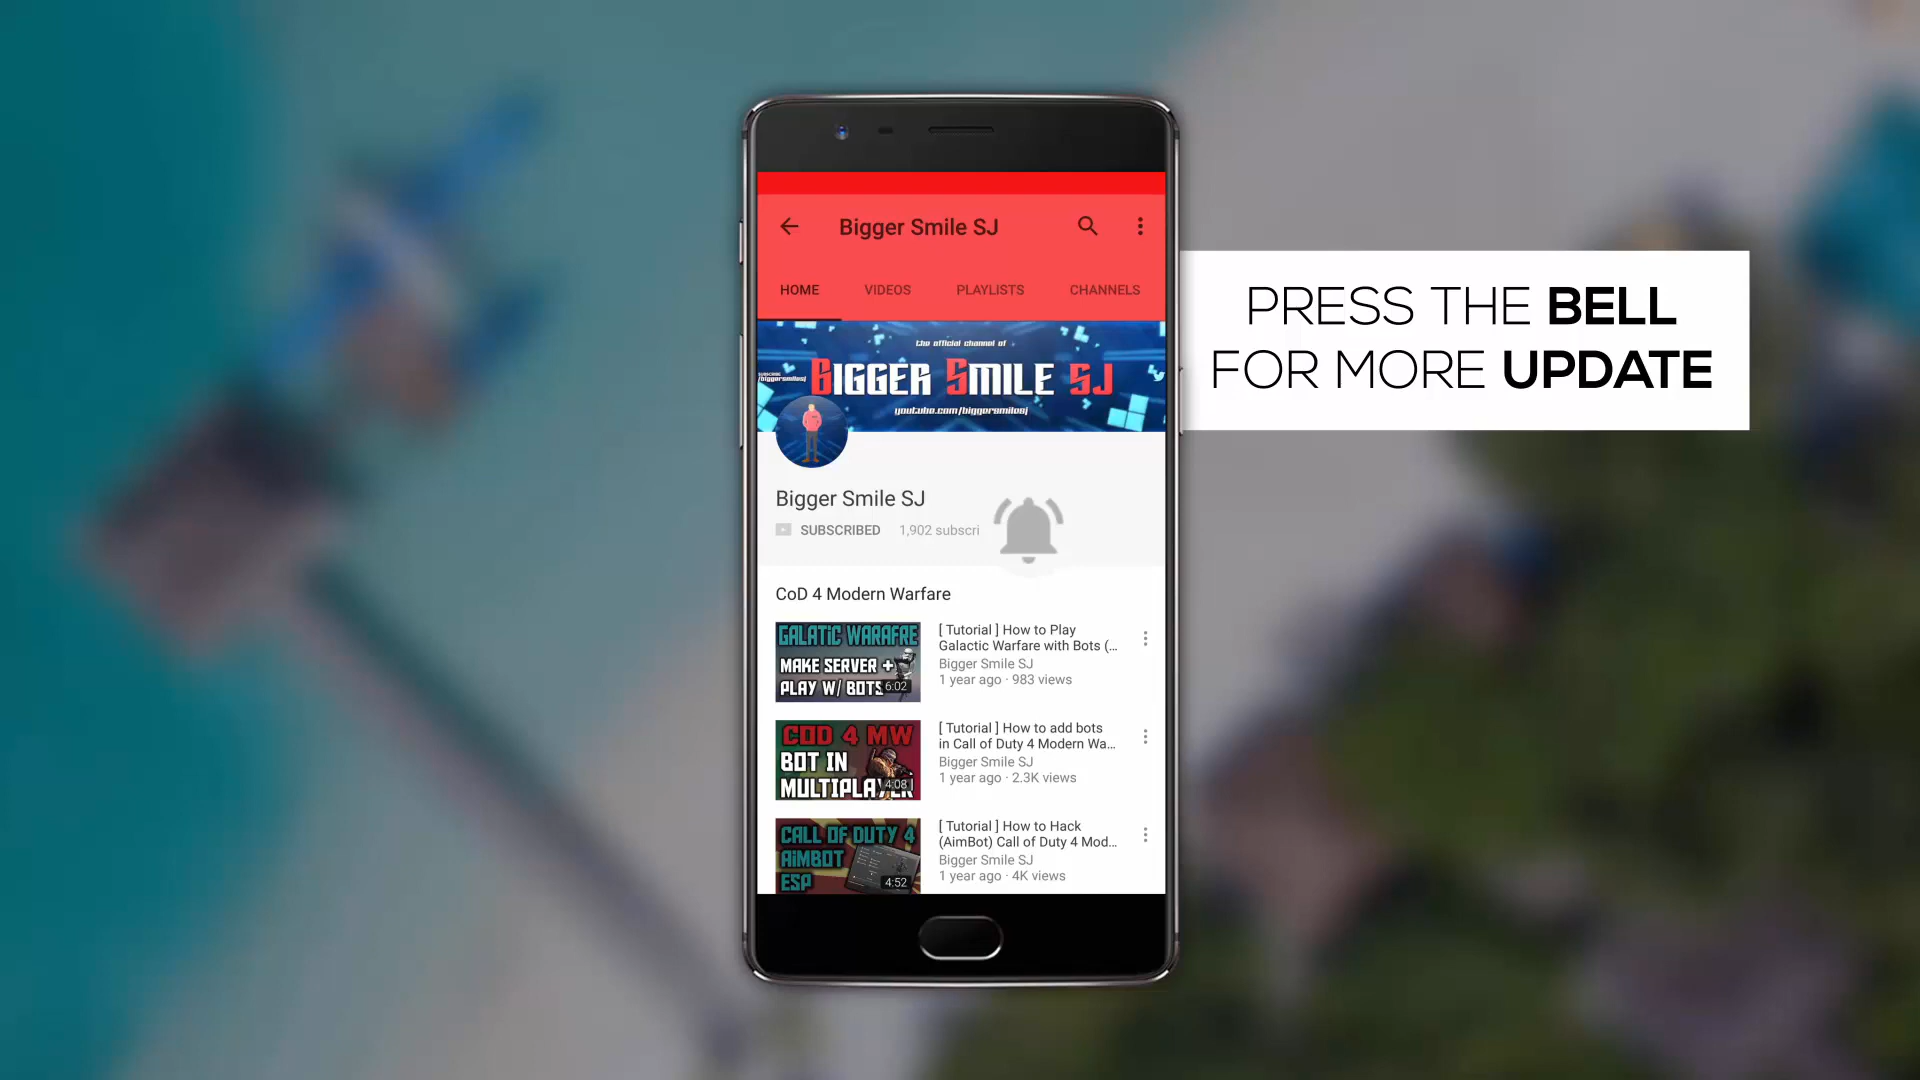 Bigger Smile SJ
HOME VIDEOS PLAYLISTS CHANNELS
the official channel of
SUBSCRIBE
/biggersmilesj
BIGGER SMILE SJ
youtube.com/biggersmilesj
PRESS THE BELL
FOR MORE UPDATE
Bigger Smile SJ
SUBSCRIBED 1,902 subscri
CoD 4 Modern Warfare
GALATIC WARAFRE
MAKE SERVER +
PLAY W/ BOTS
6:02
[ Tutorial ] How to Play
Galactic Warfare with Bots (...
Bigger Smile SJ
1 year ago · 983 views
COD 4 MW
BOT IN
MULTIPLAYER
4:08
[ Tutorial ] How to add bots
in Call of Duty 4 Modern Wa...
Bigger Smile SJ
1 year ago · 2.3K views
CALL OF DUTY 4
AIMBOT
ESP
4:52
[ Tutorial ] How to Hack
(AimBot) Call of Duty 4 Mod...
Bigger Smile SJ
1 year ago · 4K views